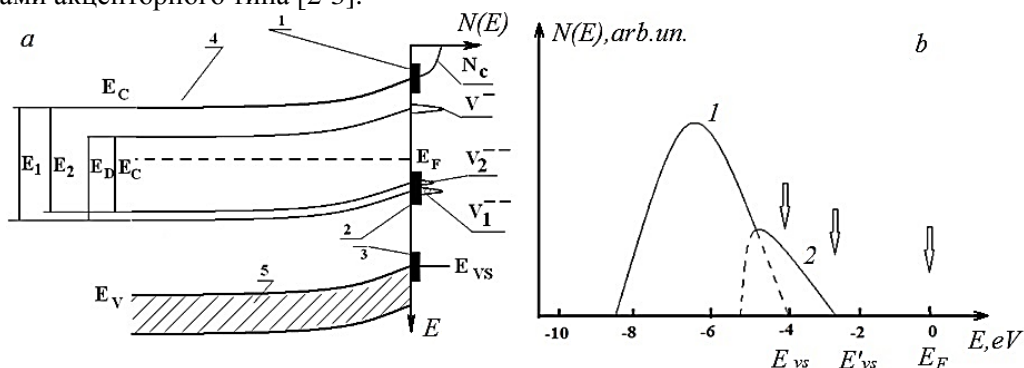 ами акцепторного типа [2-3].
a
1
N(E)
4
N_c
E_C
V^-
E_1
E_2
E_D
E_C
E_F
V_2^{--}
V_1^{--}
2
3
E_VS
E_V
5
E
N(E),arb.un.
b
1
2
-10
-8
-6
-4
-2
0
E,eV
E_vs
E'_vs
E_F